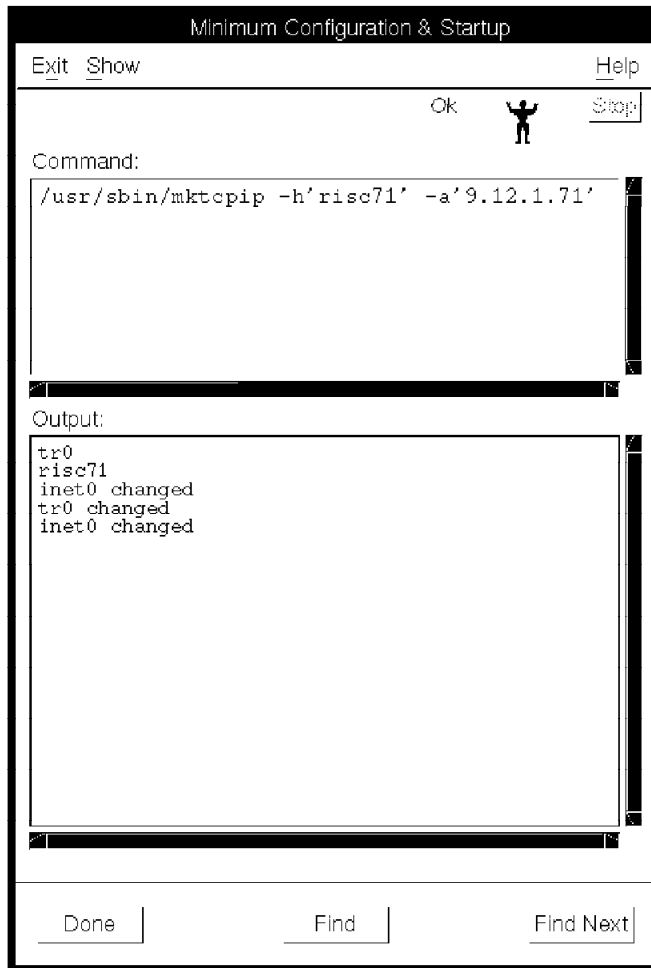 Minimum Configuration & Startup
Exit Show Help
Ok Stop
Command:
/usr/sbin/mktcpip -h'risc71' -a'9.12.1.71'
Output:
tr0
risc71
inet0 changed
tr0 changed
inet0 changed
Done Find Find Next